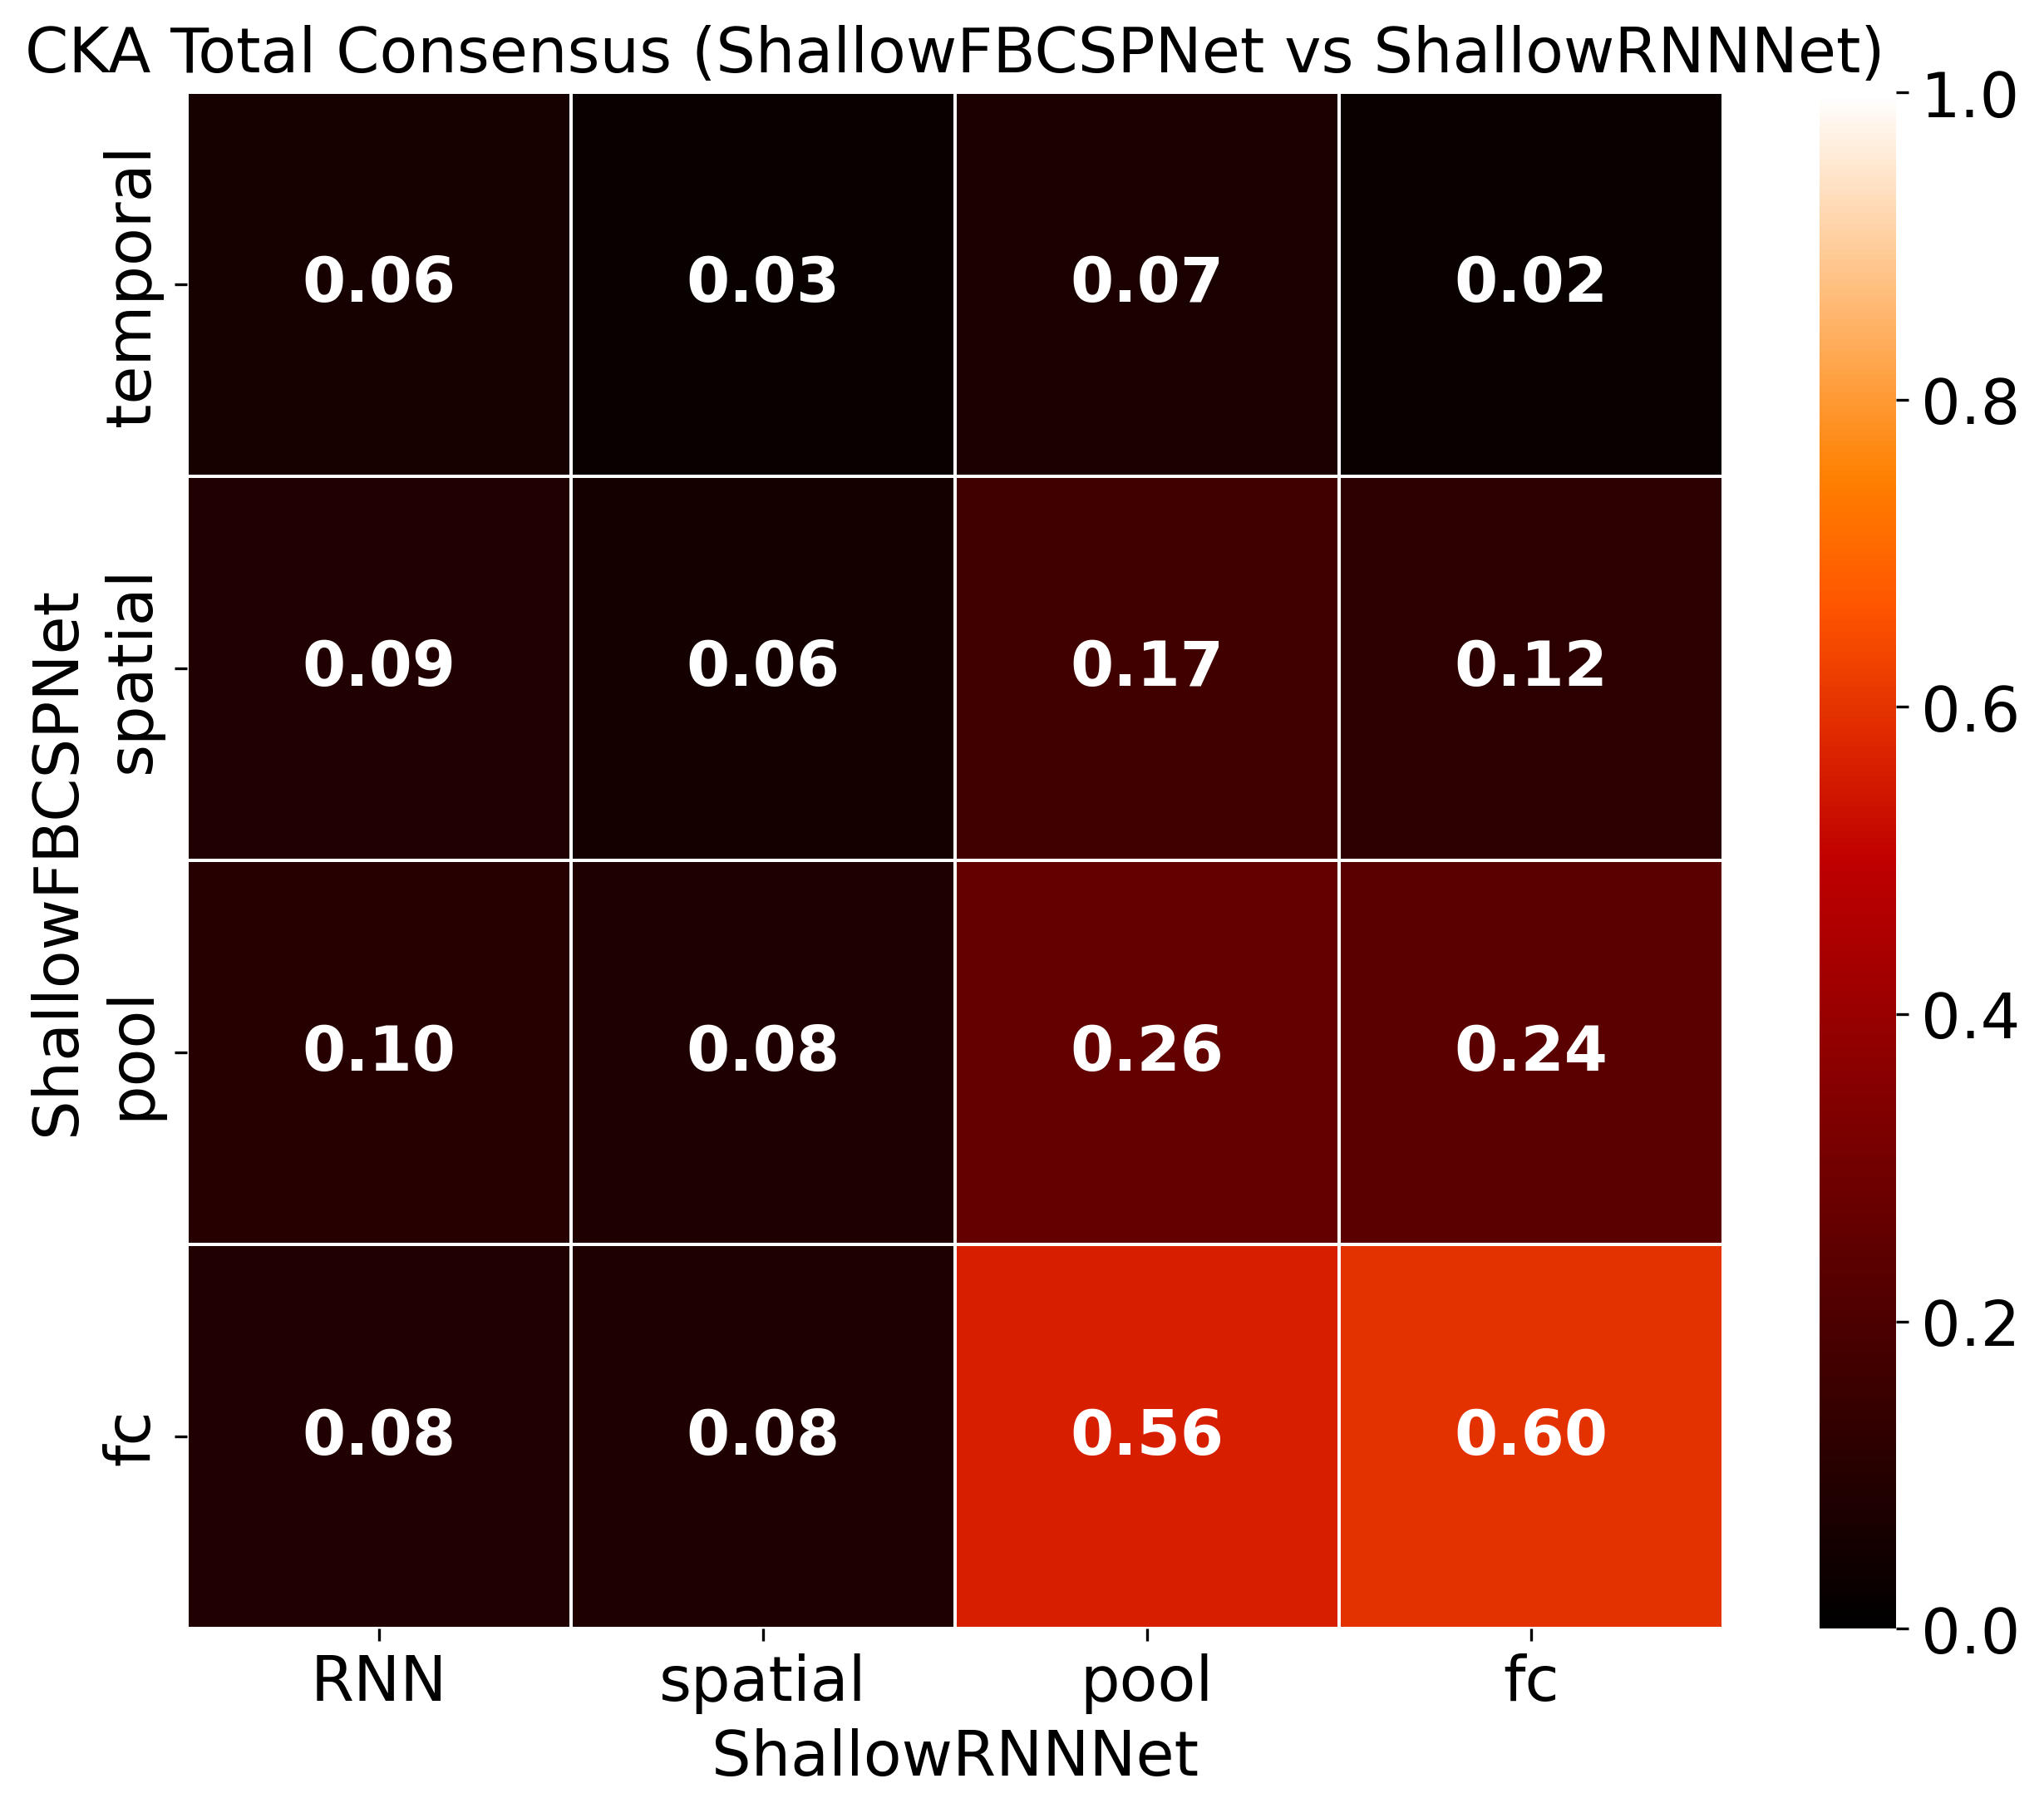 CKA Total Consensus (ShallowFBCSPNet vs ShallowRNNNet)
ShallowFBCSPNet
temporal
0.06 0.03 0.07 0.02
spatial
0.09 0.06 0.17 0.12
pool
0.10 0.08 0.26 0.24
fc
0.08 0.08 0.56 0.60
RNN spatial pool fc
ShallowRNNNet
1.0
0.8
0.6
0.4
0.2
0.0